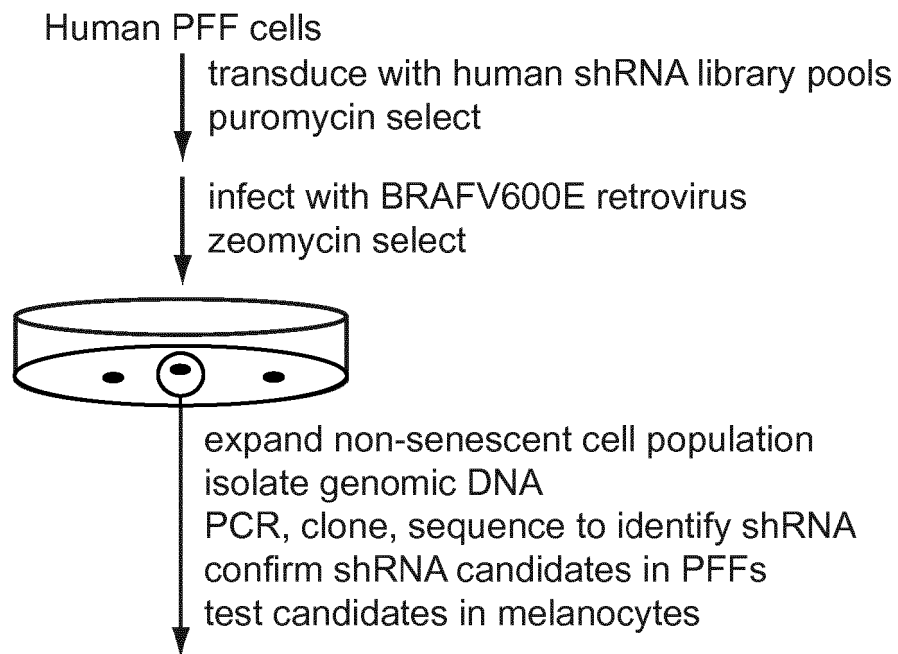 Human PFF cells
transduce with human shRNA library pools
puromycin select
infect with BRAFV600E retrovirus
zeomycin select
expand non-senescent cell population
isolate genomic DNA
PCR, clone, sequence to identify shRNA
confirm shRNA candidates in PFFs
test candidates in melanocytes